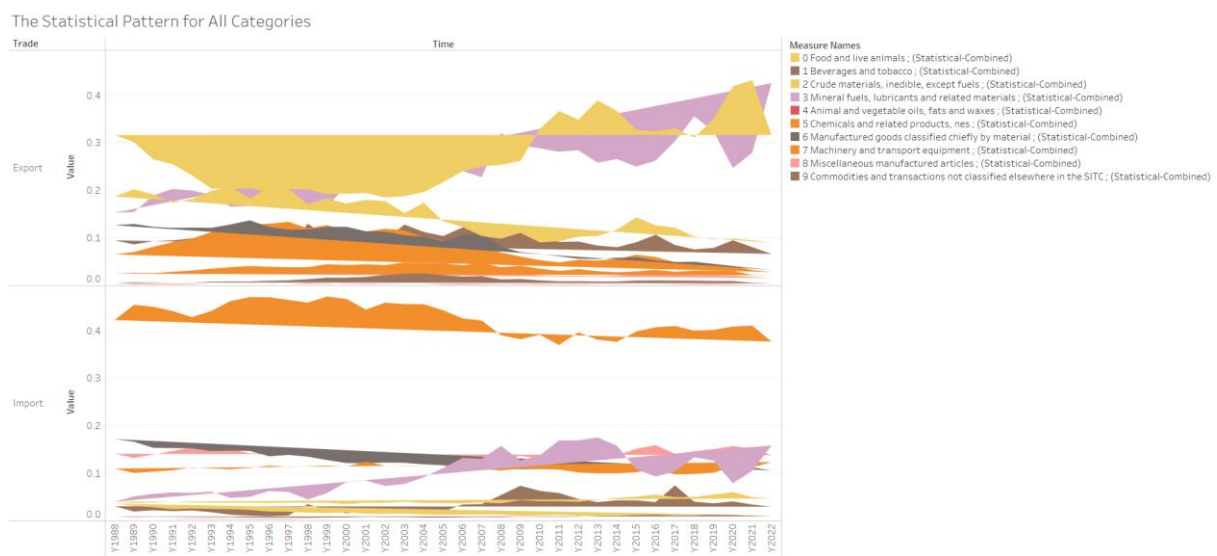 The Statistical Pattern for All Categories
Trade
Time
Export
Value
0.4
0.3
0.2
0.1
0.0
Import
Value
0.4
0.3
0.2
0.1
0.0
Y1988
Y1989
Y1990
Y1991
Y1992
Y1993
Y1994
Y1995
Y1996
Y1997
Y1998
Y1999
Y2000
Y2001
Y2002
Y2003
Y2004
Y2005
Y2006
Y2007
Y2008
Y2009
Y2010
Y2011
Y2012
Y2013
Y2014
Y2015
Y2016
Y2017
Y2018
Y2019
Y2020
Y2021
Y2022
Measure Names
0 Food and live animals ; (Statistical-Combined)
1 Beverages and tobacco ; (Statistical-Combined)
2 Crude materials, inedible, except fuels ; (Statistical-Combined)
3 Mineral fuels, lubricants and related materials ; (Statistical-Combined)
4 Animal and vegetable oils, fats and waxes ; (Statistical-Combined)
5 Chemicals and related products, nes ; (Statistical-Combined)
6 Manufactured goods classified chiefly by material ; (Statistical-Combined)
7 Machinery and transport equipment ; (Statistical-Combined)
8 Miscellaneous manufactured articles ; (Statistical-Combined)
9 Commodities and transactions not classified elsewhere in the SITC ; (Statistical-Combined)